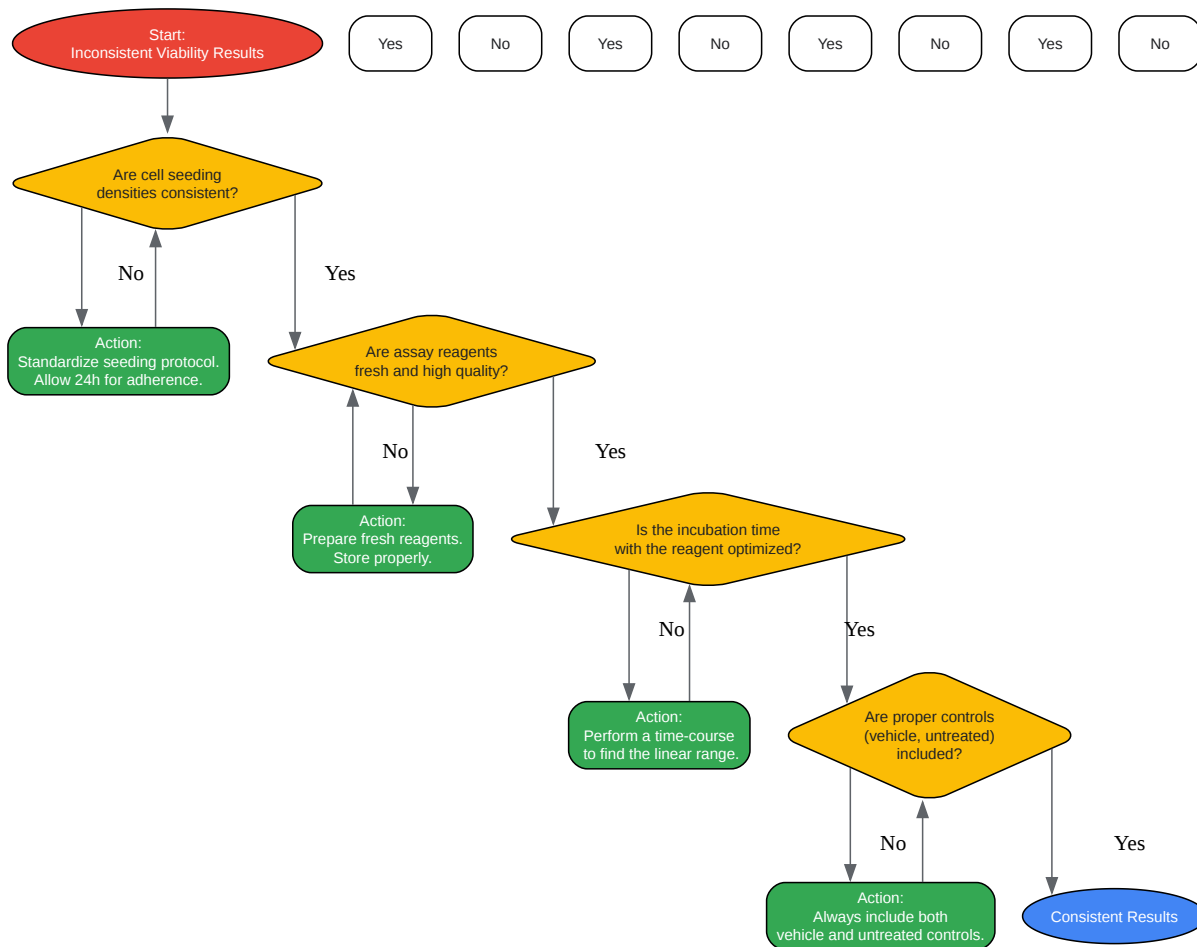 Start:
Inconsistent Viability Results
Yes
No
Yes
No
Yes
No
Yes
No
Are cell seeding
densities consistent?
No
Yes
Action:
Standardize seeding protocol.
Allow 24h for adherence.
Are assay reagents
fresh and high quality?
No
Yes
Action:
Prepare fresh reagents.
Store properly.
Is the incubation time
with the reagent optimized?
No
Yes
Action:
Perform a time-course
to find the linear range.
Are proper controls
(vehicle, untreated)
included?
No
Yes
Action:
Always include both
vehicle and untreated controls.
Consistent Results